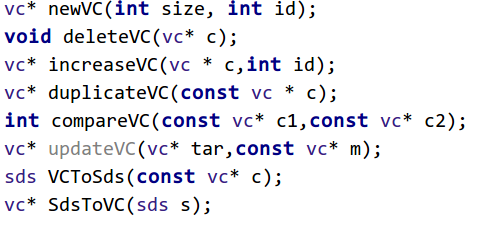 vc* newVC(int size, int id);
void deleteVC(vc* c);
vc* increaseVC(vc * c,int id);
vc* duplicateVC(const vc * c);
int compareVC(const vc* c1,const vc* c2);
vc* updateVC(vc* tar,const vc* m);
sds VCToSds(const vc* c);
vc* SdsToVC(sds s);